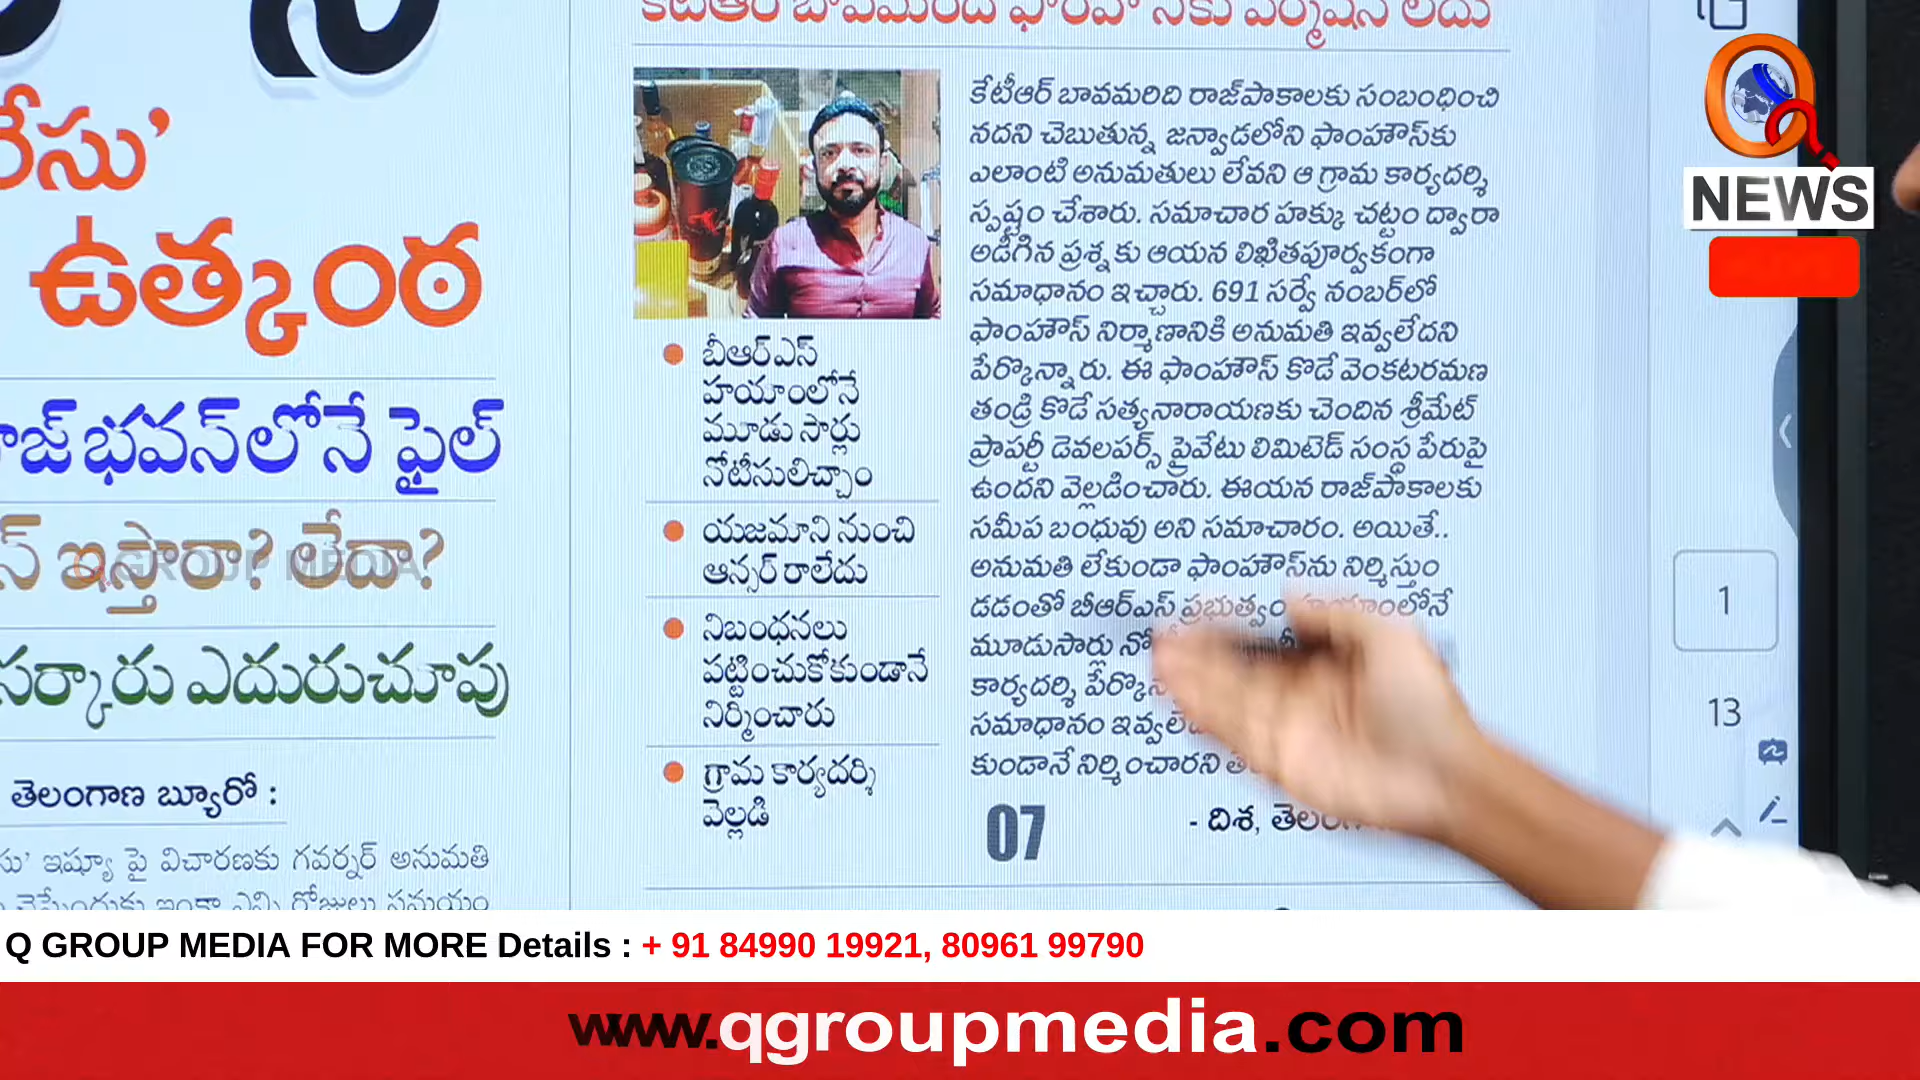 రేసు'
ఉత్కంఠ
రాజ్ భవన్‌లోనే ఫైల్
ఇస్తారా? లేదా?
సర్కారు ఎదురుచూపు
తెలంగాణ బ్యూరో :
ఇష్యూ పై విచారణకు గవర్నర్ అనుమతి
బీఆర్ఎస్
హయాంలోనే
మూడు సార్లు
నోటీసులిచ్చాం
యజమాని నుంచి
ఆన్సర్ రాలేదు
నిబంధనలు
పట్టించుకోకుండానే
నిర్మించారు
గ్రామ కార్యదర్శి
వెల్లడి
కేటీఆర్ బావమరిది రాజ్‌పాకాలకు సంబంధించి
నదని చెబుతున్న జన్వాడలోని ఫాంహౌస్‌కు
ఎలాంటి అనుమతులు లేవని ఆ గ్రామ కార్యదర్శి
స్పష్టం చేశారు. సమాచార హక్కు చట్టం ద్వారా
అడిగిన ప్రశ్నకు ఆయన లిఖితపూర్వకంగా
సమాధానం ఇచ్చారు. 691 సర్వే నంబర్‌లో
ఫాంహౌస్ నిర్మాణానికి అనుమతి ఇవ్వలేదని
పేర్కొన్నారు. ఈ ఫాంహౌస్ కొడే వెంకటరమణ
తండ్రి కొడే సత్యనారాయణకు చెందిన శ్రీమేట్
ప్రాపర్టీ డెవలపర్స్ ప్రైవేటు లిమిటెడ్ సంస్థ పేరుపై
ఉందని వెల్లడించారు. ఈయన రాజ్‌పాకాలకు
సమీప బంధువు అని సమాచారం. అయితే..
అనుమతి లేకుండా ఫాంహౌస్‌ను నిర్మిస్తుం
డడంతో బీఆర్ఎస్ ప్రభుత్వం హయాంలోనే
మూడుసార్లు
కార్యదర్శి
సమాధానం
కుండానే నిర్మించారని
07
- దిశ,
Q
NEWS
1
13
Q GROUP MEDIA
Q GROUP MEDIA FOR MORE Details : + 91 84990 19921, 80961 99790
www.qgroupmedia.com